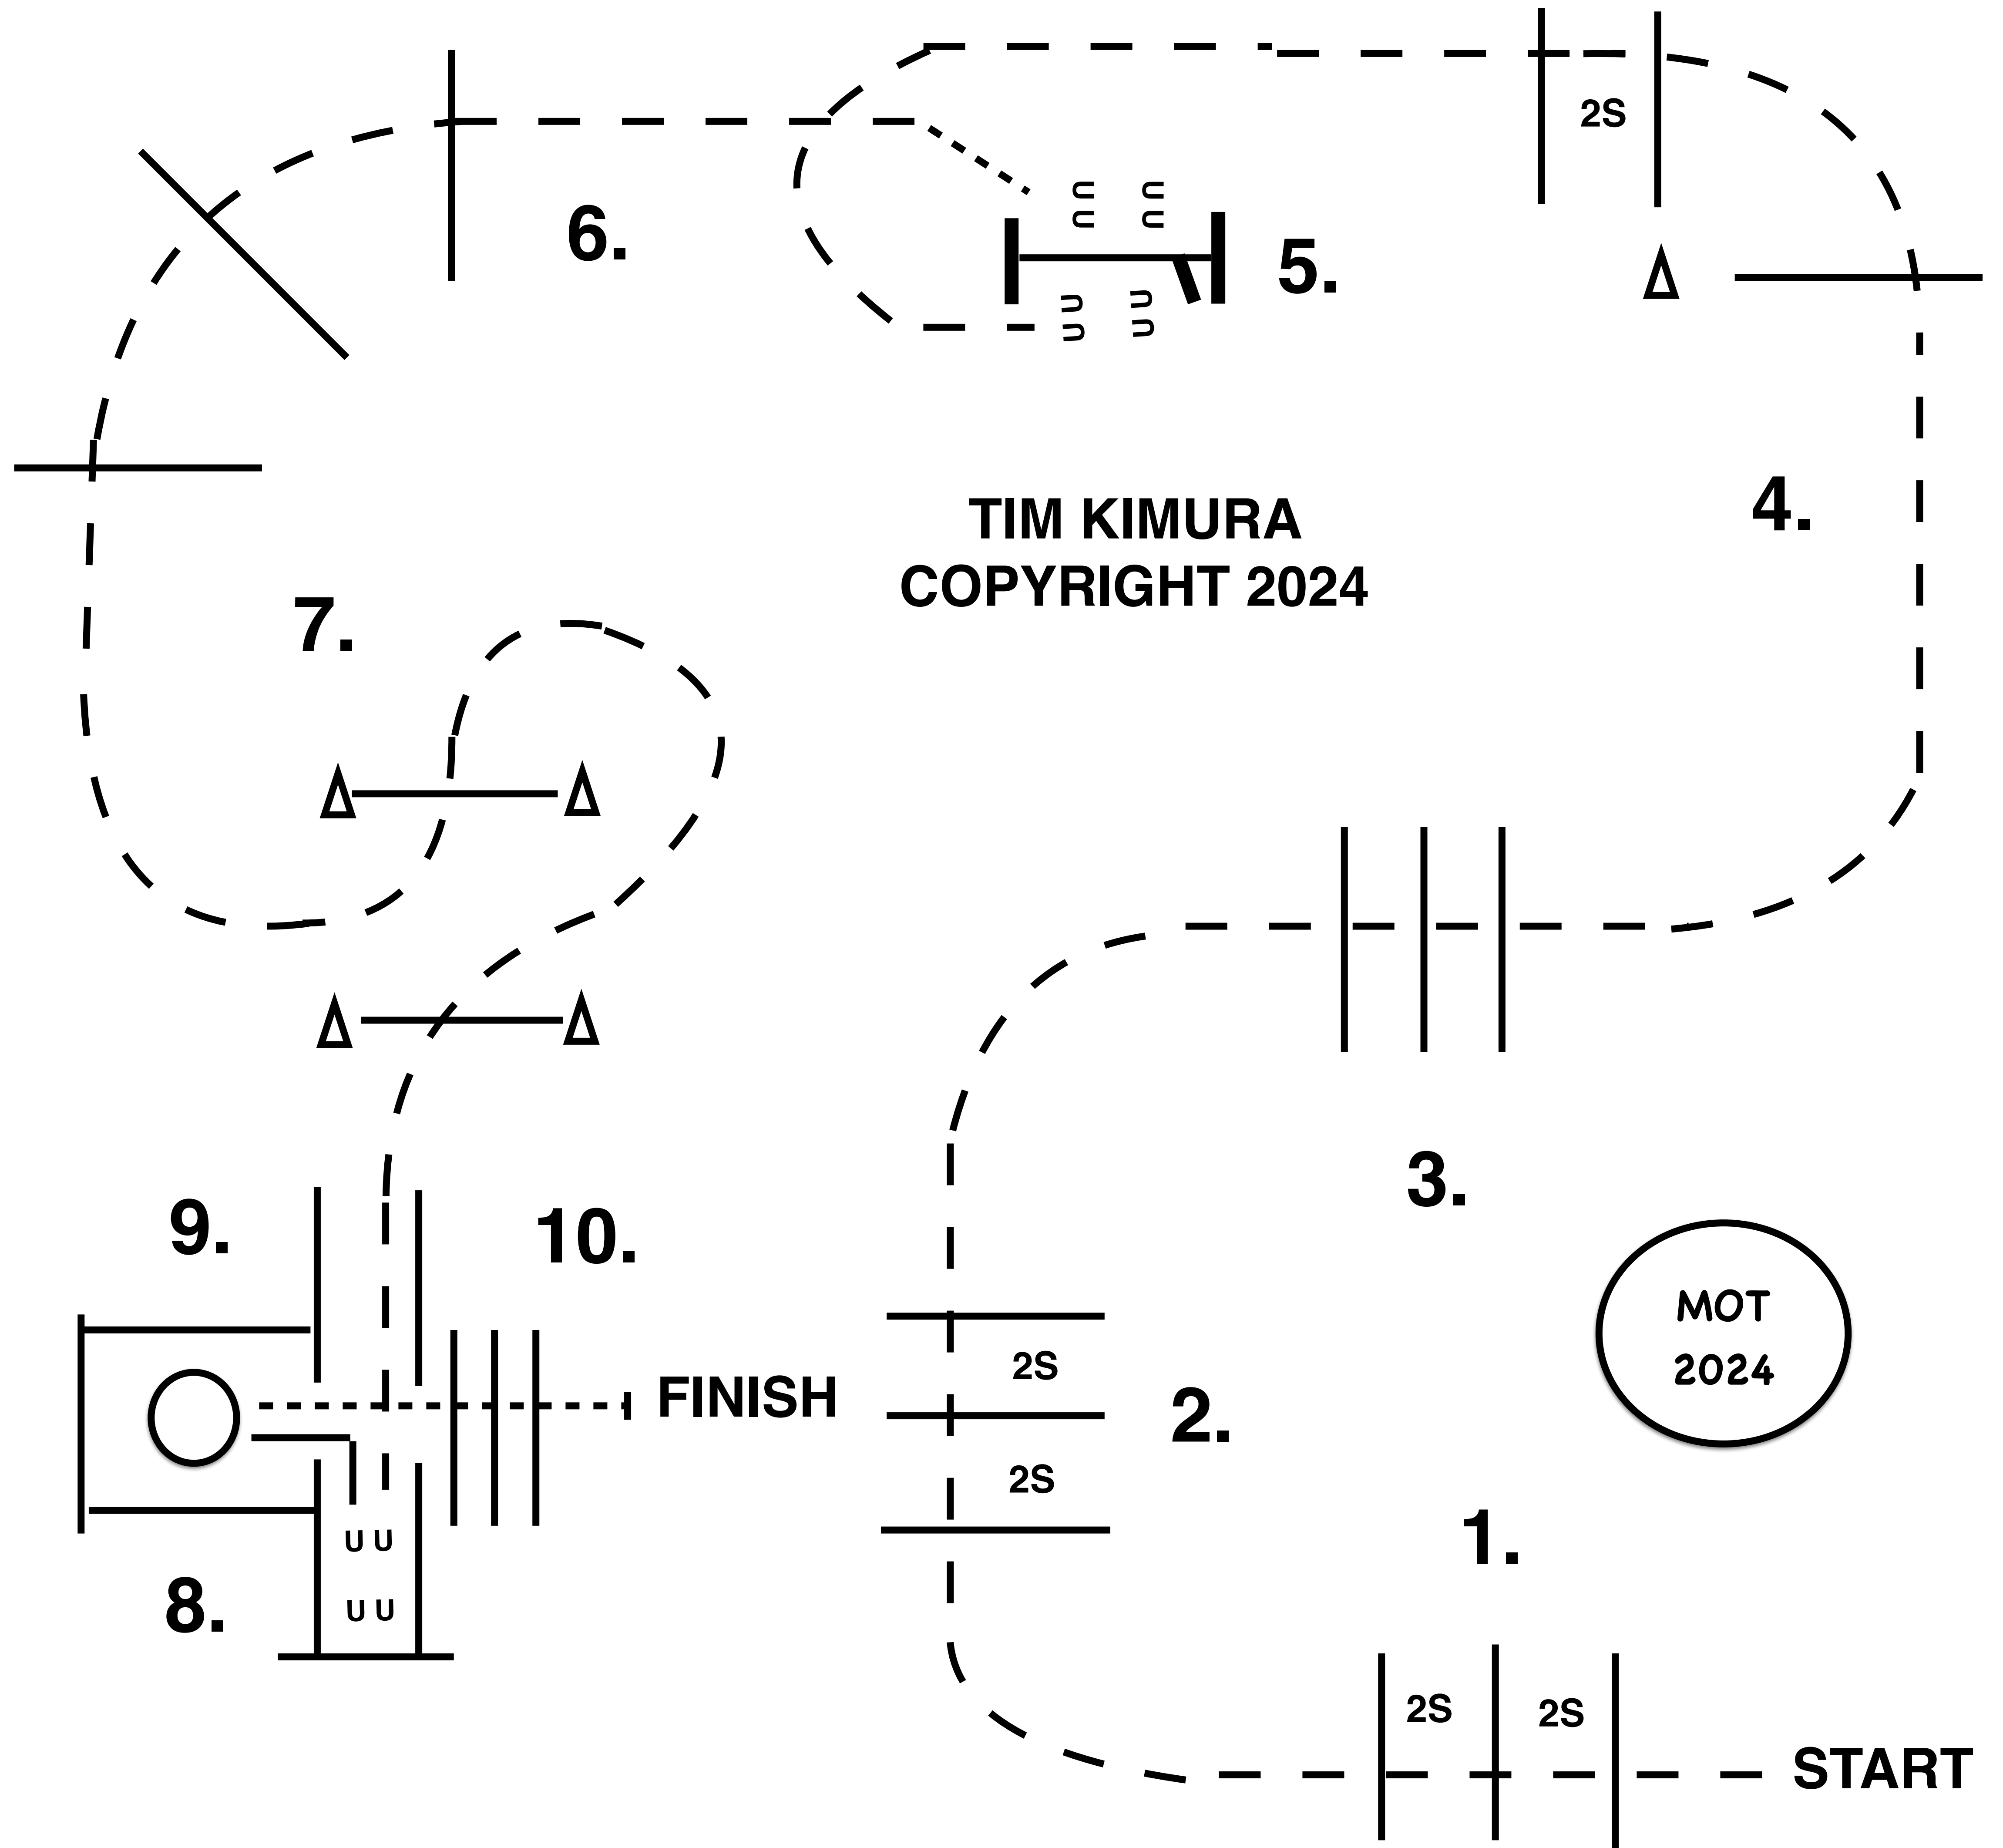 2S
5.
6.
TIM KIMURA
COPYRIGHT 2024
4.
7.
3.
9.
10.
MOT
2024
2S
FINISH
2.
2S
1.
8.
2S
2S
START